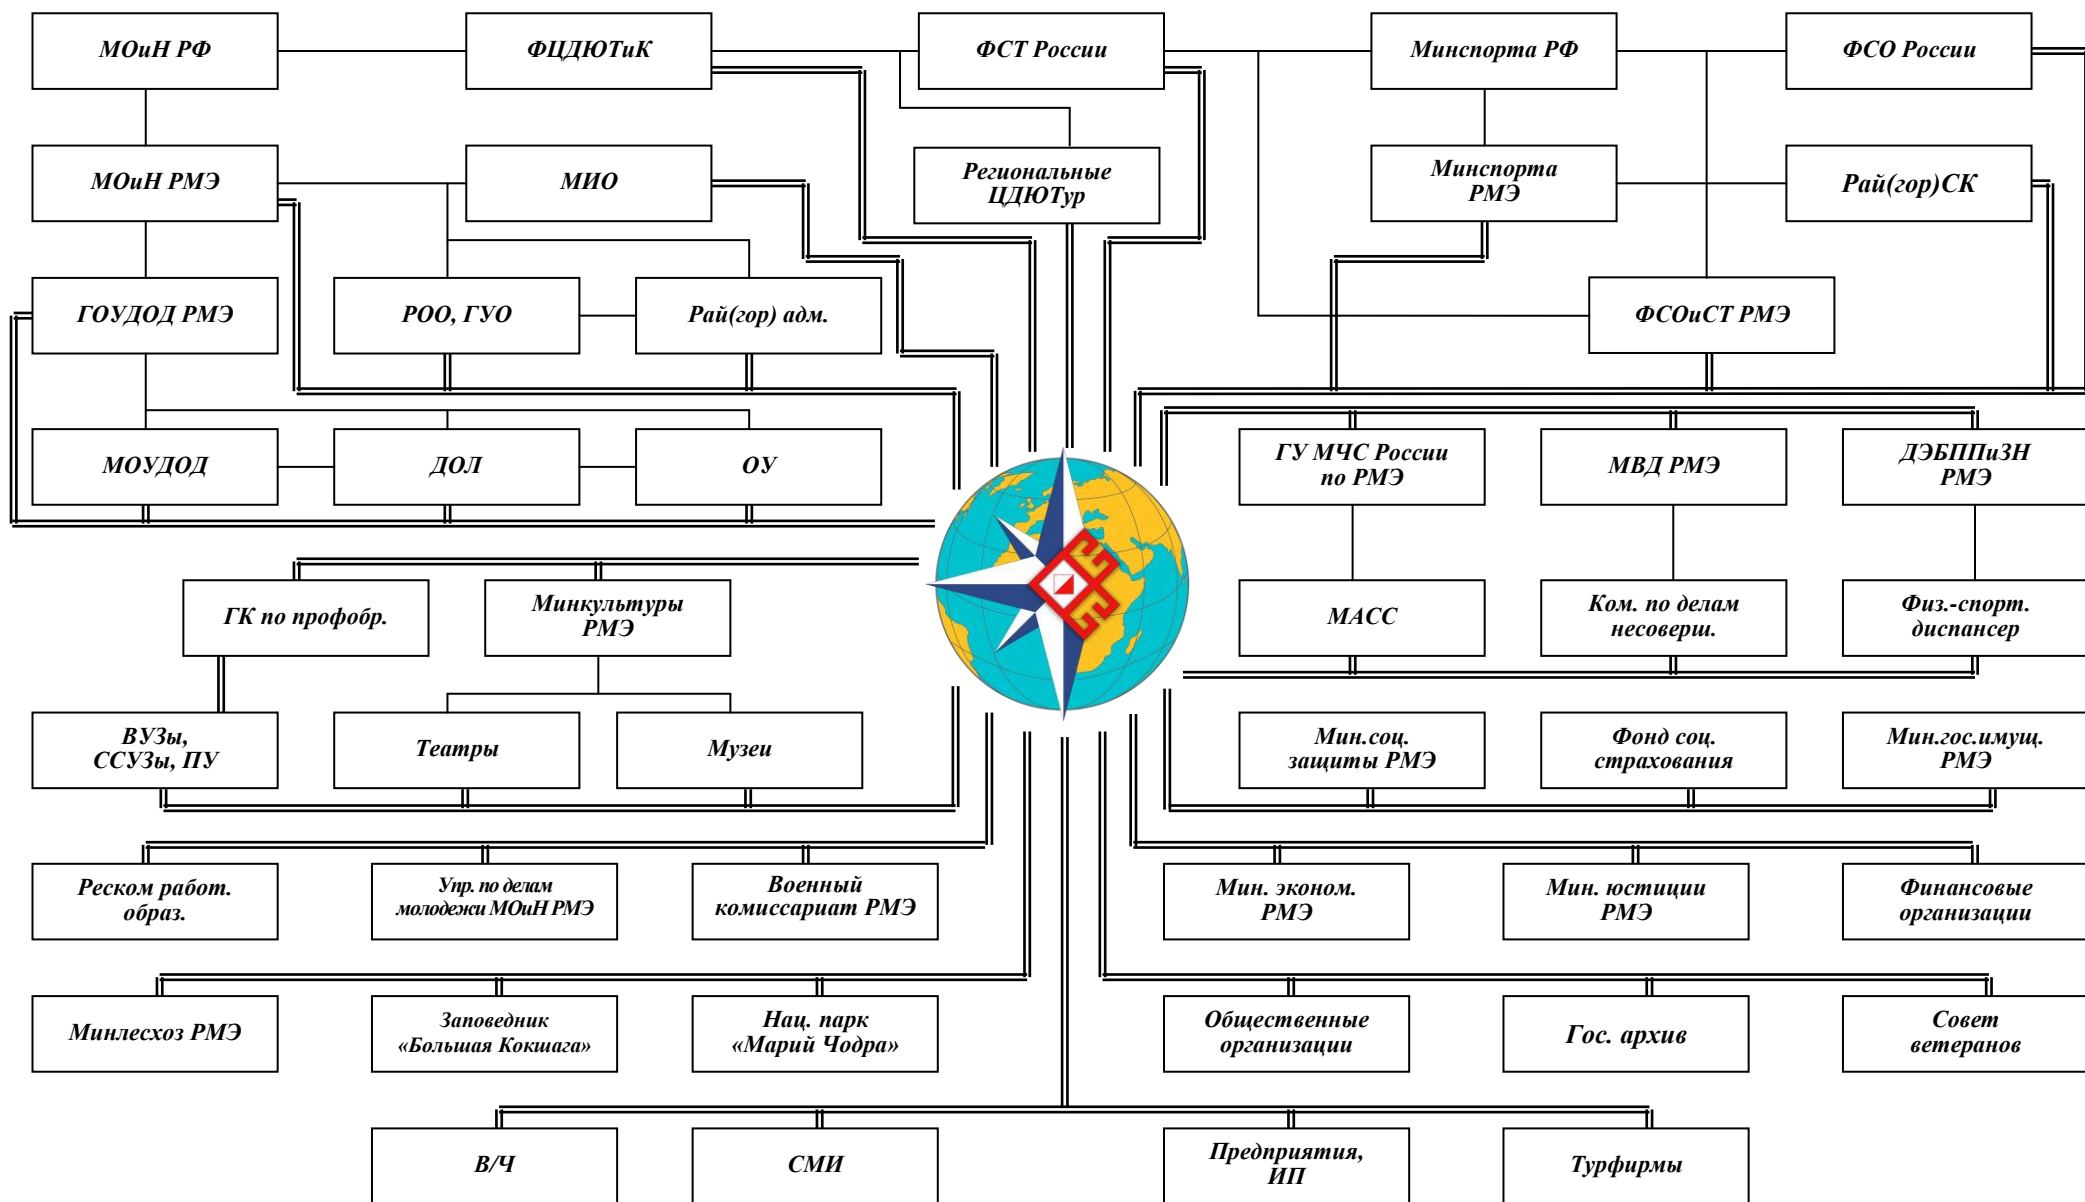 МОиН РФ
ФЦДЮТиК
ФСТ России
Минспорта РФ
ФСО России
МОиН РМЭ
МИО
Региональные
ЦДЮТур
Минспорта
РМЭ
Рай(гор)СК
ГОУДОД РМЭ
РОО, ГУО
Рай(гор) адм.
ФСОиСТ РМЭ
МОУДОД
ДОЛ
ОУ
ГУ МЧС России
по РМЭ
МВД РМЭ
ДЭБППиЗН
РМЭ
ГК по профобр.
Минкультуры
РМЭ
МАСС
Ком. по делам
несоверш.
Физ.-спорт.
диспансер
ВУЗы,
ССУЗы, ПУ
Театры
Музеи
Мин.соц.
защиты РМЭ
Фонд соц.
страхования
Мин.гос.имущ.
РМЭ
Реском работ.
образ.
Упр. по делам
молодежи МОиН РМЭ
Военный
комиссариат РМЭ
Мин. эконом.
РМЭ
Мин. юстиции
РМЭ
Финансовые
организации
Минлесхоз РМЭ
Заповедник
«Большая Кокшага»
Нац. парк
«Марий Чодра»
Общественные
организации
Гос. архив
Совет
ветеранов
В/Ч
СМИ
Предприятия,
ИП
Турфирмы